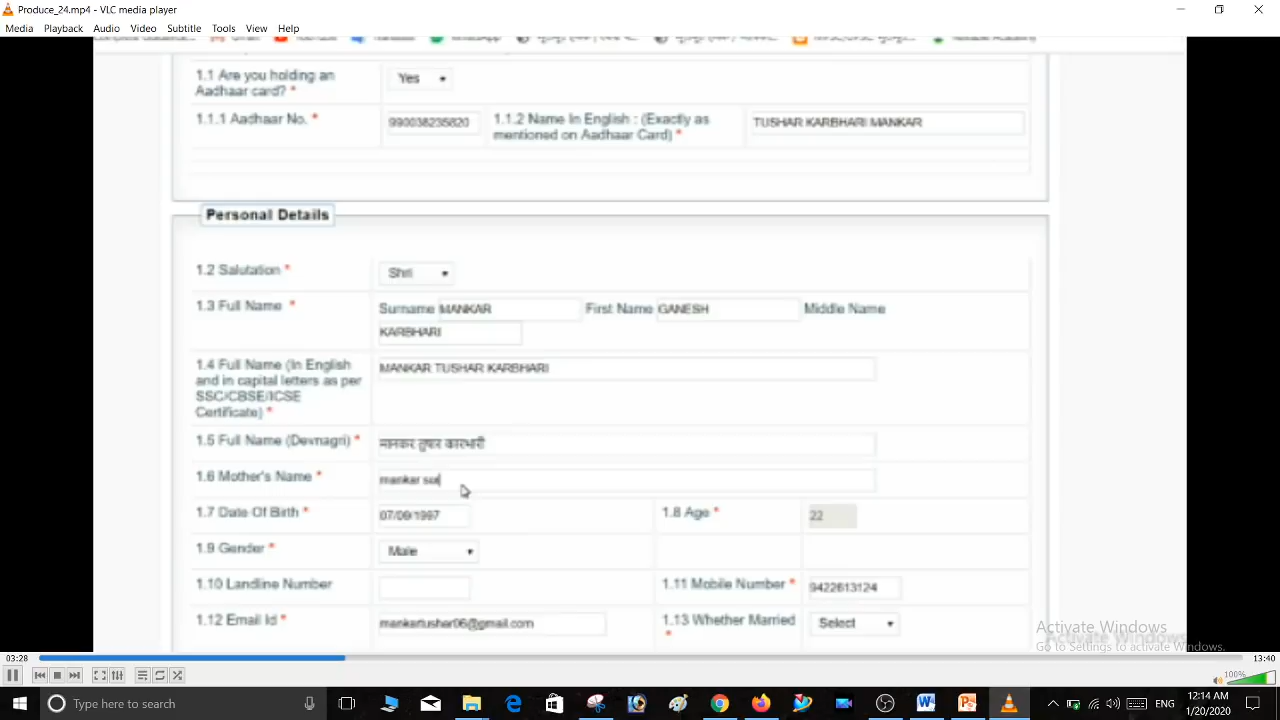 Produce_24.mp4 - VLC media player
Media Playback Audio Video Subtitle Tools View Help
1.1 Are you holding an Aadhaar card? * Yes
1.1.1 Aadhaar No. * 990038235820 1.1.2 Name In English : (Exactly as mentioned on Aadhaar Card) * TUSHAR KARBHARI MANKAR
Personal Details
1.2 Salutation * Shri
1.3 Full Name * Surname MANKAR First Name GANESH Middle Name
KARBHARI
1.4 Full Name (In English and in capital letters as per SSC/CBSE/ICSE Certificate) * MANKAR TUSHAR KARBHARI
1.5 Full Name (Devnagri) * मानकर तुषार कारभारी
1.6 Mother's Name * mankar
1.7 Date Of Birth * 07/09/1997 1.8 Age * 22
1.9 Gender * Male
1.10 Landline Number 1.11 Mobile Number * 9422613124
1.12 Email Id * mankartushar06@gmail.com 1.13 Whether Married * Select
Activate Windows
Go to Settings to activate Windows.
03:28 13:40
100%
Type here to search
12:14 AM
1/20/2020